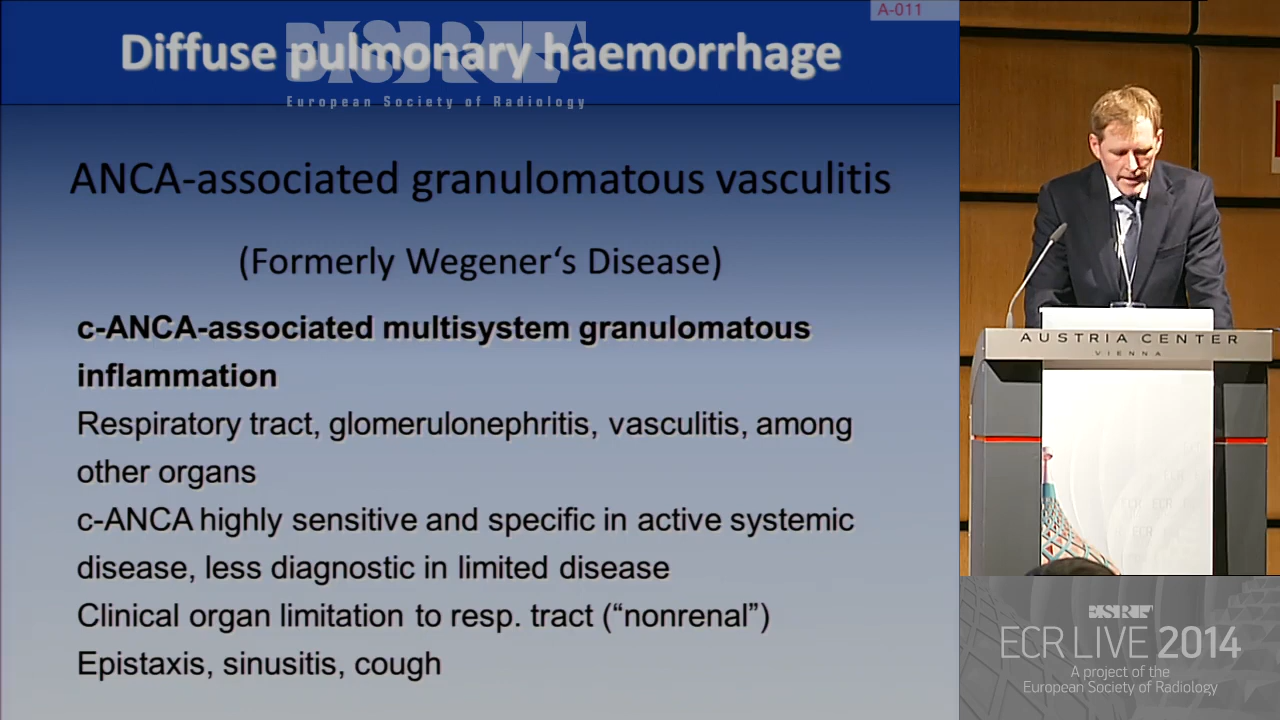 A-011
Diffuse pulmonary haemorrhage
European Society of Radiology
ANCA-associated granulomatous vasculitis
(Formerly Wegener‘s Disease)
c-ANCA-associated multisystem granulomatous
inflammation
Respiratory tract, glomerulonephritis, vasculitis, among
other organs
c-ANCA highly sensitive and specific in active systemic
disease, less diagnostic in limited disease
Clinical organ limitation to resp. tract (“nonrenal”)
Epistaxis, sinusitis, cough
AUSTRIA CENTER
VIENNA
ECR LIVE 2014
A project of the
European Society of Radiology